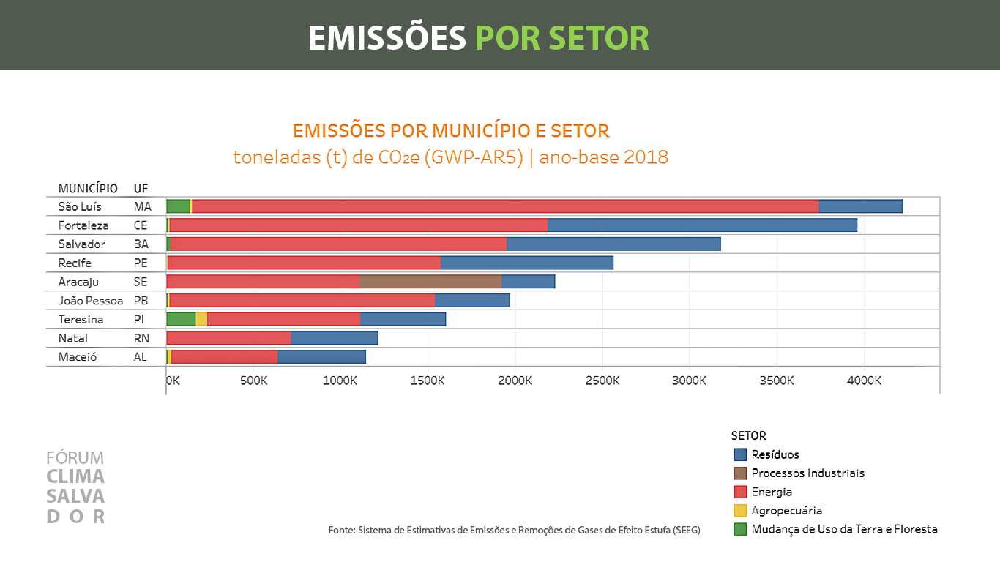 EMISSÕES POR SETOR
EMISSÕES POR MUNICÍPIO E SETOR
toneladas (t) de CO2e (GWP-AR5) | ano-base 2018
MUNICÍPIO UF
São Luís MA
Fortaleza CE
Salvador BA
Recife PE
Aracaju SE
João Pessoa PB
Teresina PI
Natal RN
Maceió AL
0K 500K 1000K 1500K 2000K 2500K 3000K 3500K 4000K
SETOR
Resíduos
Processos Industriais
Energia
Agropecuária
Mudança de Uso da Terra e Floresta
FÓRUM
CLIMA
SALVA
DOR
Fonte: Sistema de Estimativas de Emissões e Remoções de Gases de Efeito Estufa (SEEG)